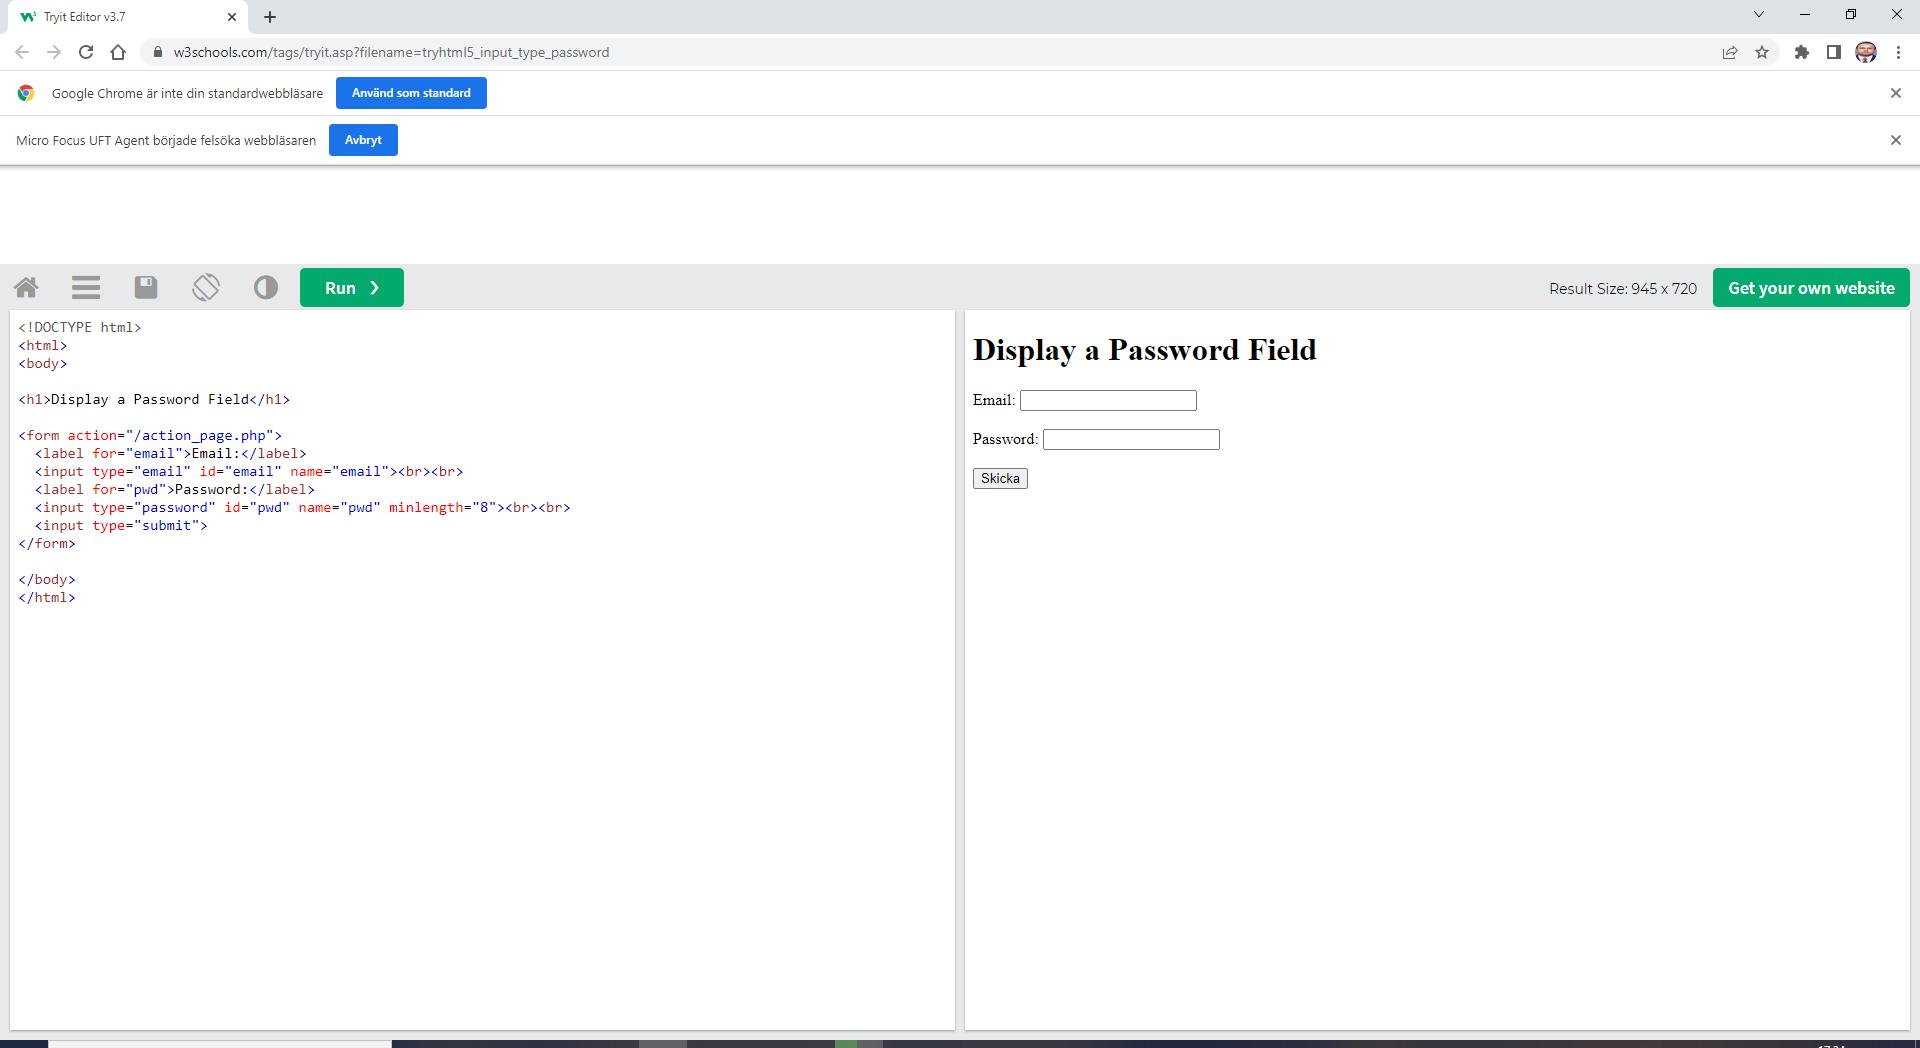 Tryit Editor v3.7
w3schools.com/tags/tryit.asp?filename=tryhtml5_input_type_password
Google Chrome är inte din standardwebbläsare Använd som standard
Micro Focus UFT Agent började felsöka webbläsaren Avbryt
Run ❯ Result Size: 945 x 720 Get your own website
<!DOCTYPE html>
<html>
<body>
<h1>Display a Password Field</h1>
<form action="/action_page.php">
<label for="email">Email:</label>
<input type="email" id="email" name="email"><br><br>
<label for="pwd">Password:</label>
<input type="password" id="pwd" name="pwd" minlength="8"><br><br>
<input type="submit">
</form>
</body>
</html>
Display a Password Field
Email:
Password:
Skicka